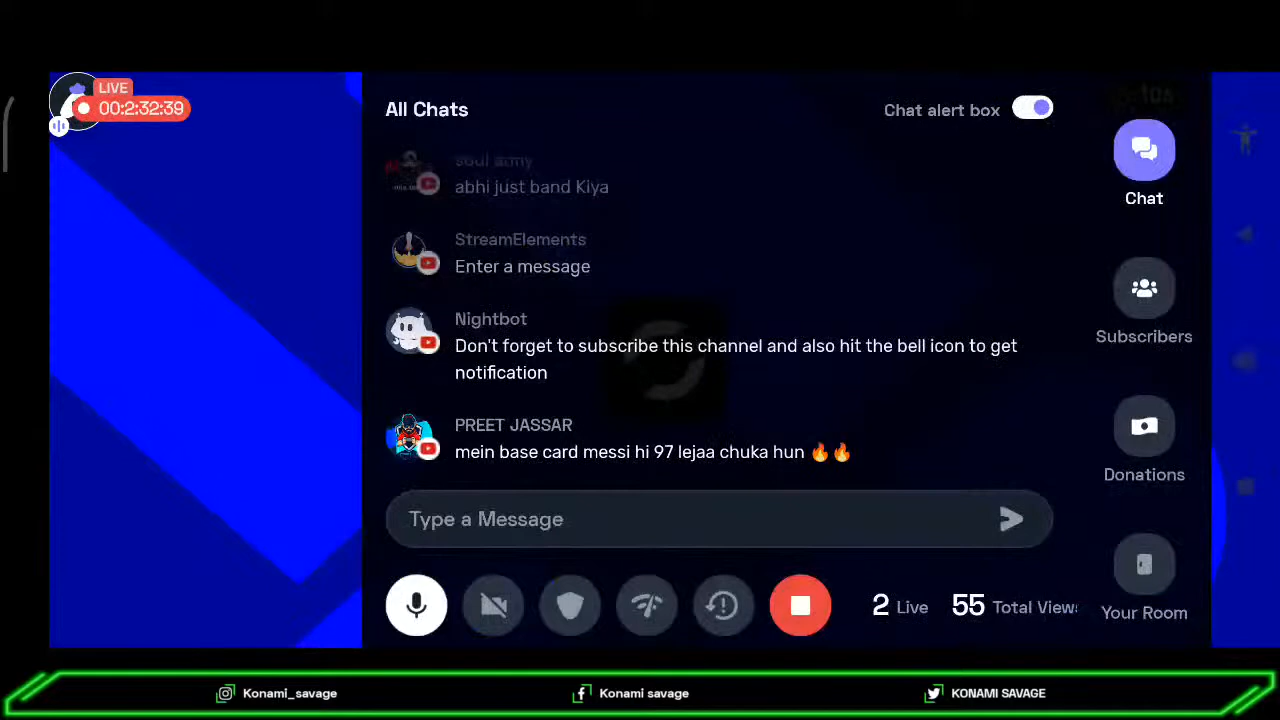 LIVE
00:2:32:39
All Chats
Chat alert box
soul army
abhi just band Kiya
StreamElements
Enter a message
Nightbot
Don't forget to subscribe this channel and also hit the bell icon to get
notification
PREET JASSAR
mein base card messi hi 97 lejaa chuka hun 🔥🔥
Type a Message
2 Live
55 Total View
Chat
Subscribers
Donations
Your Room
Konami_savage
Konami savage
KONAMI SAVAGE